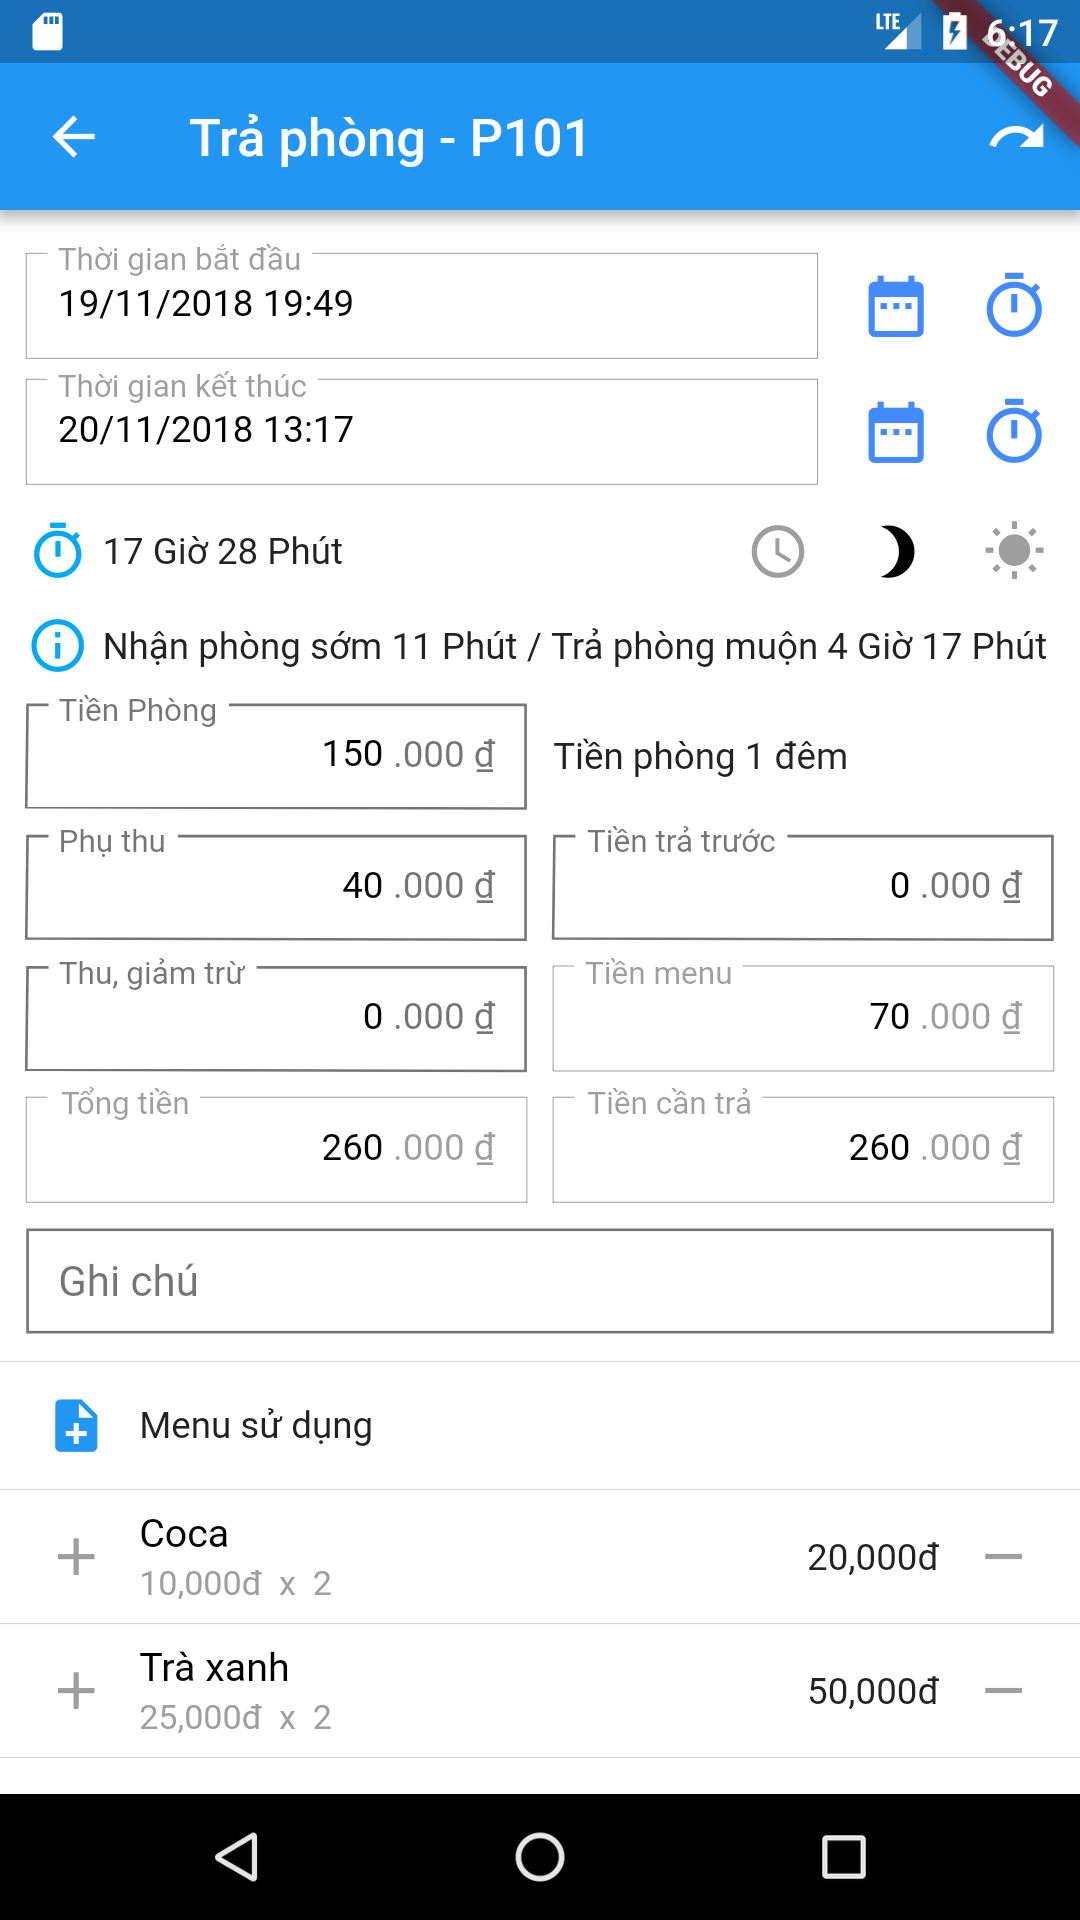 LTE 6:17
DEBUG
Trả phòng - P101
Thời gian bắt đầu
19/11/2018 19:49
Thời gian kết thúc
20/11/2018 13:17
17 Giờ 28 Phút
Nhận phòng sớm 11 Phút / Trả phòng muộn 4 Giờ 17 Phút
Tiền Phòng
150 .000 ₫
Tiền phòng 1 đêm
Phụ thu
40 .000 ₫
Tiền trả trước
0 .000 ₫
Thu, giảm trừ
0 .000 ₫
Tiền menu
70 .000 ₫
Tổng tiền
260 .000 ₫
Tiền cần trả
260 .000 ₫
Ghi chú
Menu sử dụng
Coca
10,000đ x 2
20,000đ
Trà xanh
25,000đ x 2
50,000đ